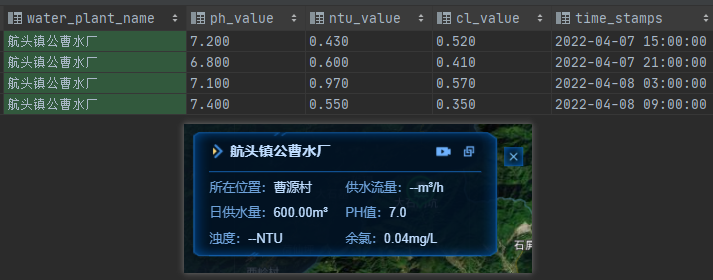 water_plant_name ph_value ntu_value cl_value time_stamps
航头镇公曹水厂 7.200 0.430 0.520 2022-04-07 15:00:00
航头镇公曹水厂 6.800 0.600 0.410 2022-04-07 21:00:00
航头镇公曹水厂 7.100 0.970 0.570 2022-04-08 03:00:00
航头镇公曹水厂 7.400 0.550 0.350 2022-04-08 09:00:00
航头镇公曹水厂
所在位置: 曹源村 供水流量: --m³/h
日供水量: 600.00m³ PH值: 7.0
浊度: --NTU 余氯: 0.04mg/L